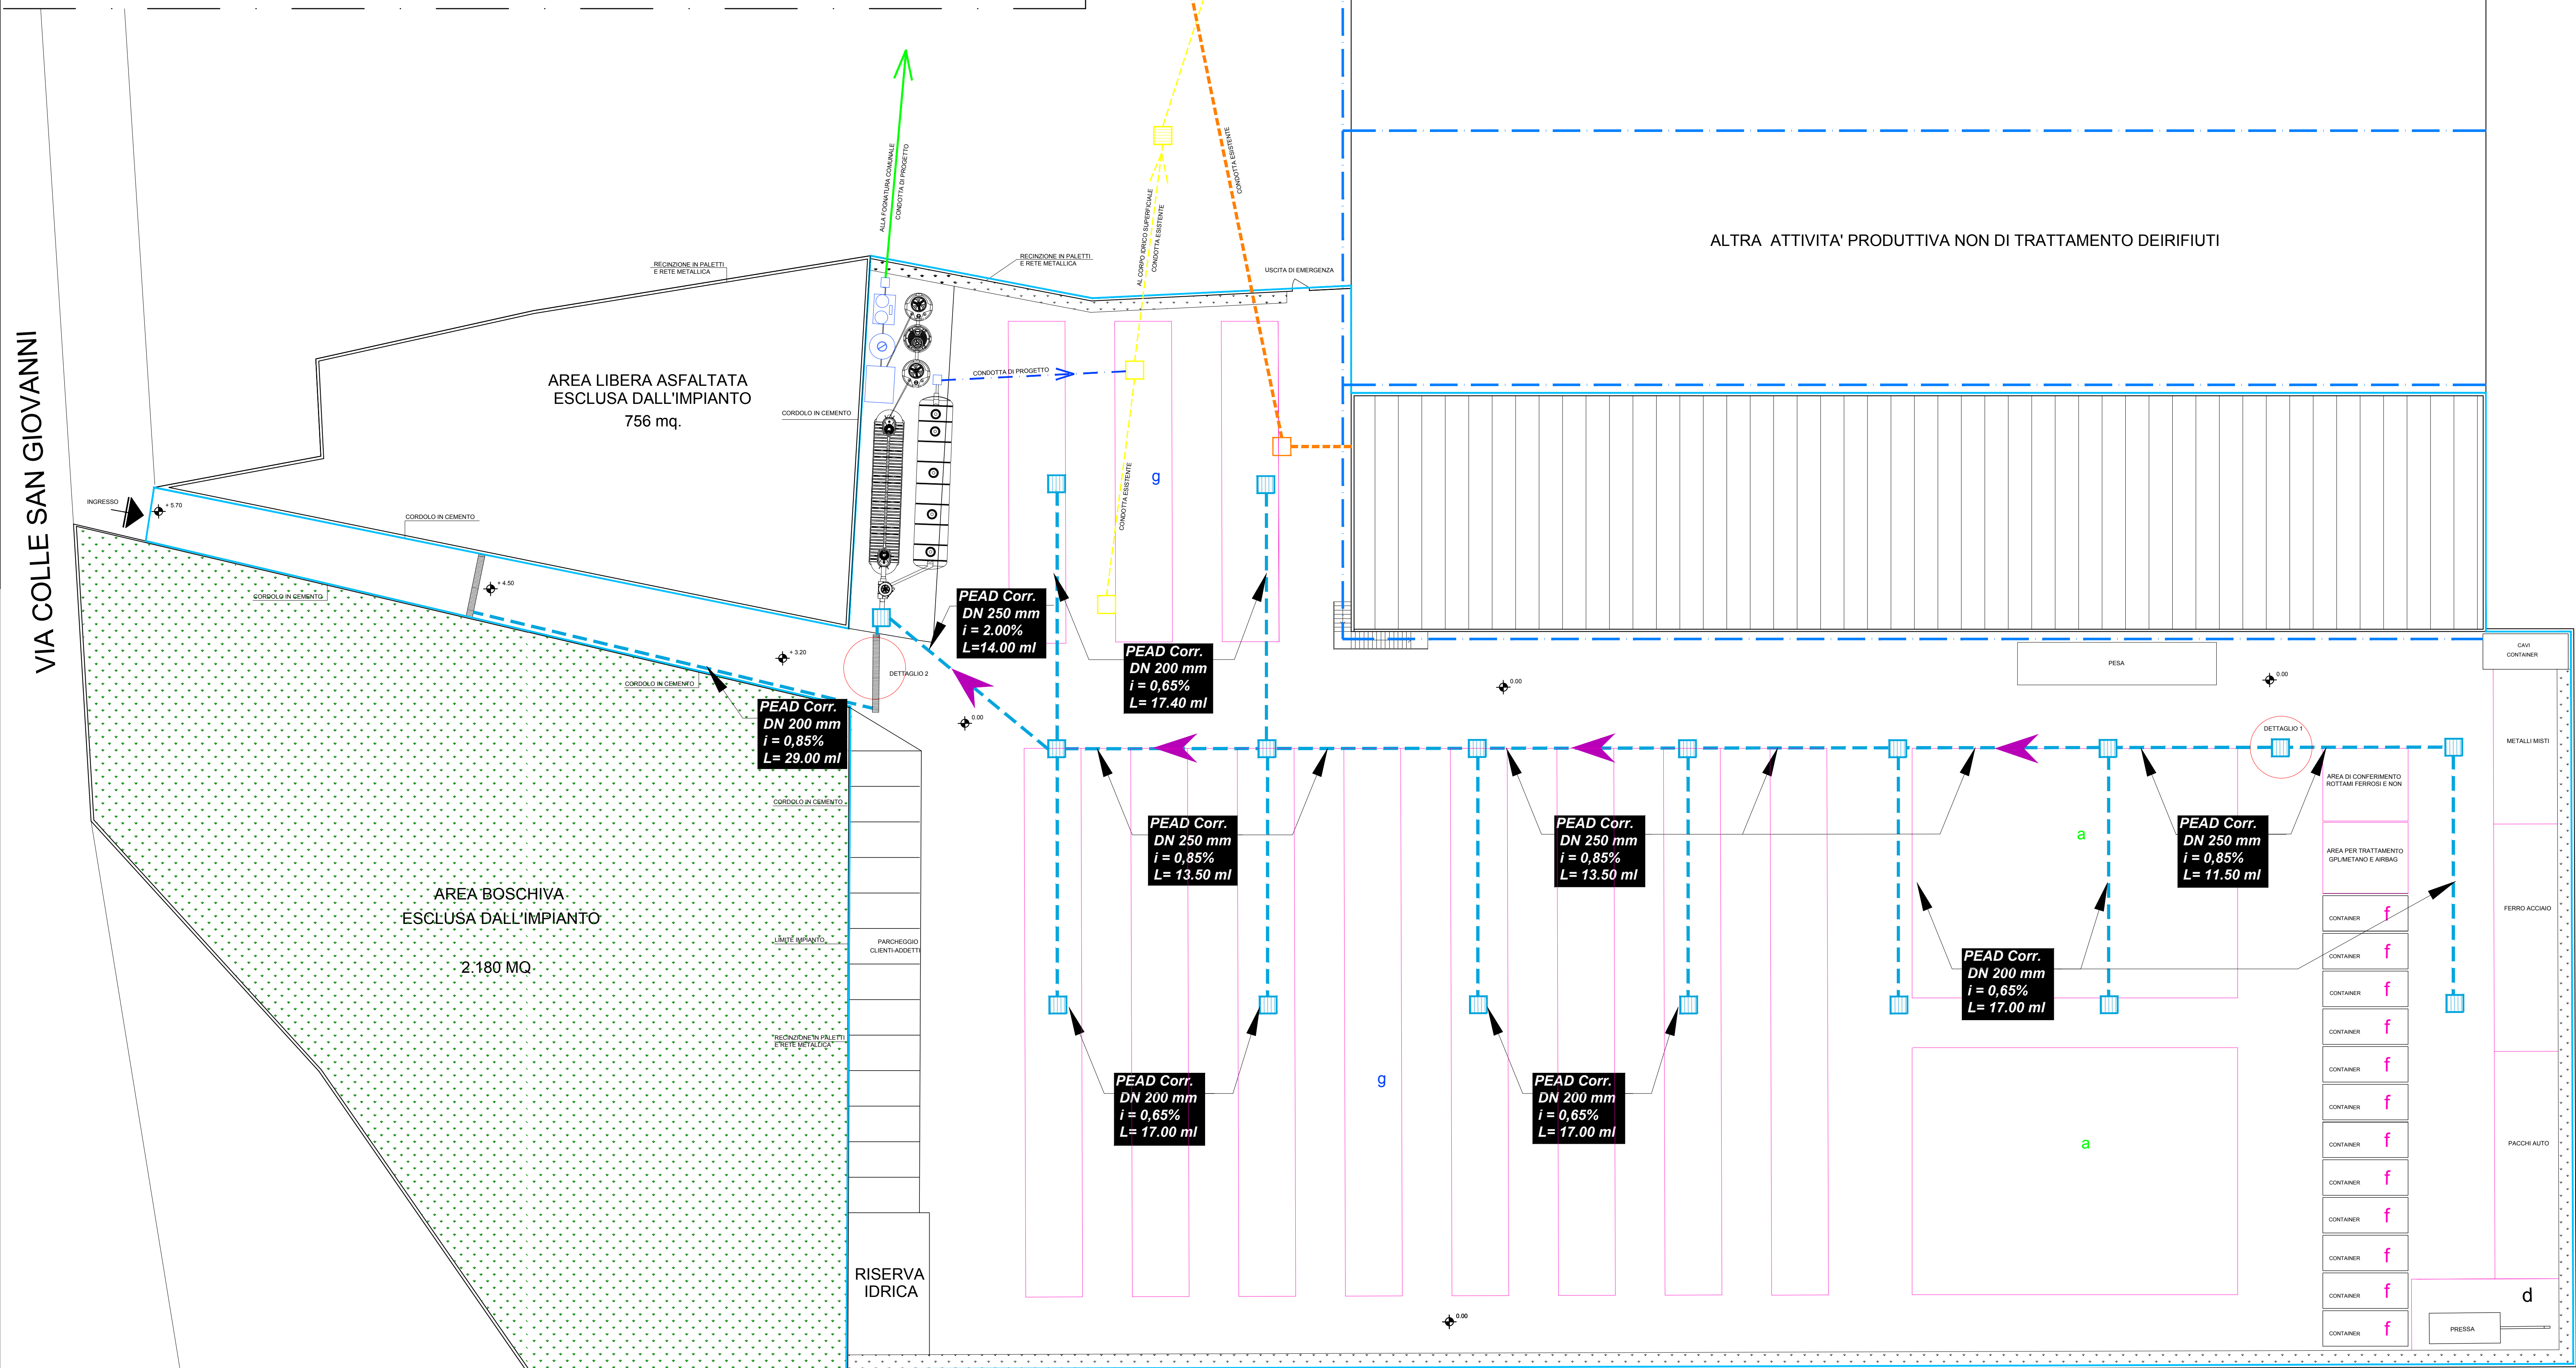 VIA COLLE SAN GIOVANNI
INGRESSO
+ 5.70
CORDOLO IN CEMENTO
+ 4.50
CORDOLO IN CEMENTO
CORDOLO IN CEMENTO
+ 3.20
RECINZIONE IN PALETTI
E RETE METALLICA
AREA LIBERA ASFALTATA
ESCLUSA DALL'IMPIANTO
756 mq.
CORDOLO IN CEMENTO
ALLA FOGNATURA COMUNALE
CONDOTTA DI PROGETTO
RECINZIONE IN PALETTI
E RETE METALLICA
AL CORPO IDRICO SUPERFICIALE
CONDOTTA ESISTENTE
CONDOTTA ESISTENTE
USCITA DI EMERGENZA
CONDOTTA DI PROGETTO
CONDOTTA ESISTENTE
g
ALTRA ATTIVITA' PRODUTTIVA NON DI TRATTAMENTO DEIRIFIUTI
PEAD Corr.
DN 250 mm
i = 2.00%
L=14.00 ml
PEAD Corr.
DN 200 mm
i = 0,65%
L= 17.40 ml
DETTAGLIO 2
0.00
PEAD Corr.
DN 200 mm
i = 0,85%
L= 29.00 ml
0.00
PESA
0.00
CAVI
CONTAINER
DETTAGLIO 1
METALLI MISTI
AREA DI CONFERIMENTO
ROTTAMI FERROSI E NON
AREA PER TRATTAMENTO
GPL/METANO E AIRBAG
PEAD Corr.
DN 250 mm
i = 0,85%
L= 13.50 ml
PEAD Corr.
DN 250 mm
i = 0,85%
L= 13.50 ml
a
PEAD Corr.
DN 250 mm
i = 0,85%
L= 11.50 ml
CORDOLO IN CEMENTO
AREA BOSCHIVA
ESCLUSA DALL'IMPIANTO
2.180 MQ
LIMITE IMPIANTO
PARCHEGGIO
CLIENTI-ADDETTI
RECINZIONE IN PALETTI
E RETE METALLICA
PEAD Corr.
DN 200 mm
i = 0,65%
L= 17.00 ml
FERRO ACCIAIO
PEAD Corr.
DN 200 mm
i = 0,65%
L= 17.00 ml
g
PEAD Corr.
DN 200 mm
i = 0,65%
L= 17.00 ml
a
PACCHI AUTO
CONTAINER f
CONTAINER f
CONTAINER f
CONTAINER f
CONTAINER f
CONTAINER f
CONTAINER f
CONTAINER f
CONTAINER f
CONTAINER f
CONTAINER f
CONTAINER f
RISERVA
IDRICA
0.00
d
PRESSA